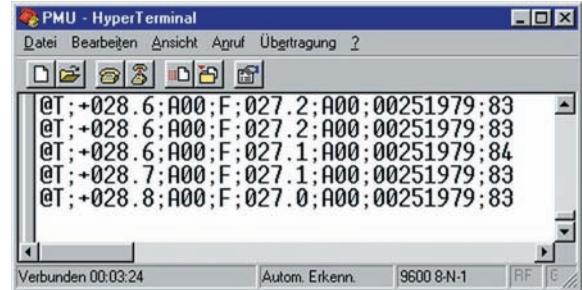 PMU - HyperTerminal
Datei Bearbeiten Ansicht Anruf Übertragung ?
@T;+028.6;A00;F;027.2;A00;00251979;83
@T;+028.6;A00;F;027.2;A00;00251979;83
@T;+028.6;A00;F;027.1;A00;00251979;84
@T;+028.7;A00;F;027.1;A00;00251979;83
@T;+028.8;A00;F;027.0;A00;00251979;83
Verbunden 00:03:24 Autom. Erkenn. 9600 8-N-1 RF G